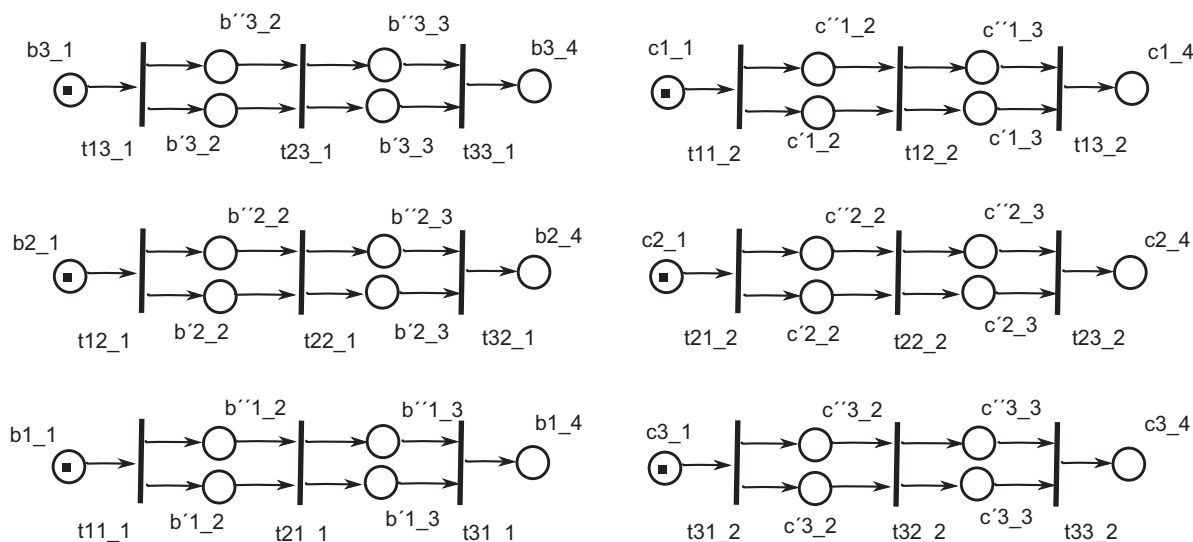 b´´3_2 b´´3_3
b3_1 b3_4
b´3_2 b´3_3
t13_1 t23_1 t33_1
c´´1_2 c´´1_3
c1_1 c1_4
c´1_2 c´1_3
t11_2 t12_2 t13_2
b´´2_2 b´´2_3
b2_1 b2_4
b´2_2 b´2_3
t12_1 t22_1 t32_1
c´´2_2 c´´2_3
c2_1 c2_4
c´2_2 c´2_3
t21_2 t22_2 t23_2
b´´1_2 b´´1_3
b1_1 b1_4
b´1_2 b´1_3
t11_1 t21_1 t31_1
c´´3_2 c´´3_3
c3_1 c3_4
c´3_2 c´3_3
t31_2 t32_2 t33_2